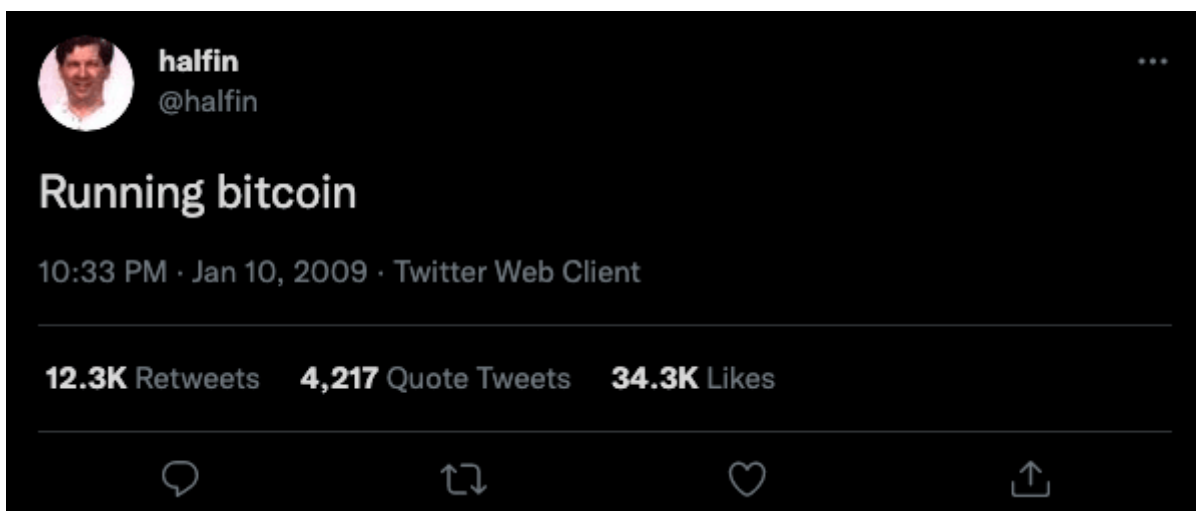 halfin
@halfin
Running bitcoin
10:33 PM · Jan 10, 2009 · Twitter Web Client
12.3K Retweets 4,217 Quote Tweets 34.3K Likes